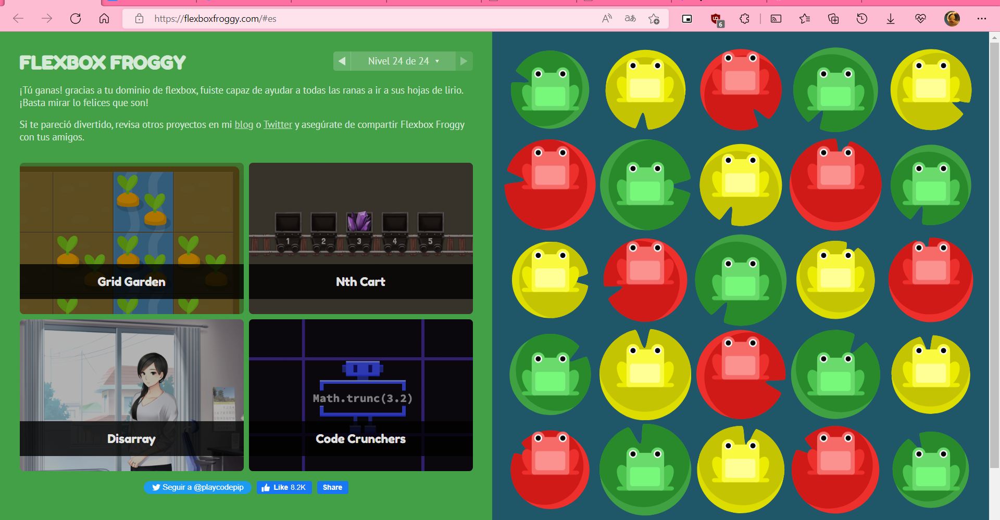 https://flexboxfroggy.com/#es
6
FLEXBOX FROGGY
Nivel 24 de 24
¡Tú ganas! gracias a tu dominio de flexbox, fuiste capaz de ayudar a todas las ranas a ir a sus hojas de lirio.
¡Basta mirar lo felices que son!
Si te pareció divertido, revisa otros proyectos en mi blog o Twitter y asegúrate de compartir Flexbox Froggy
con tus amigos.
1 2 3 4 5
Grid Garden
Nth Cart
Math.trunc(3.2)
Disarray
Code Crunchers
Seguir a @playcodepip
Like 8.2K
Share